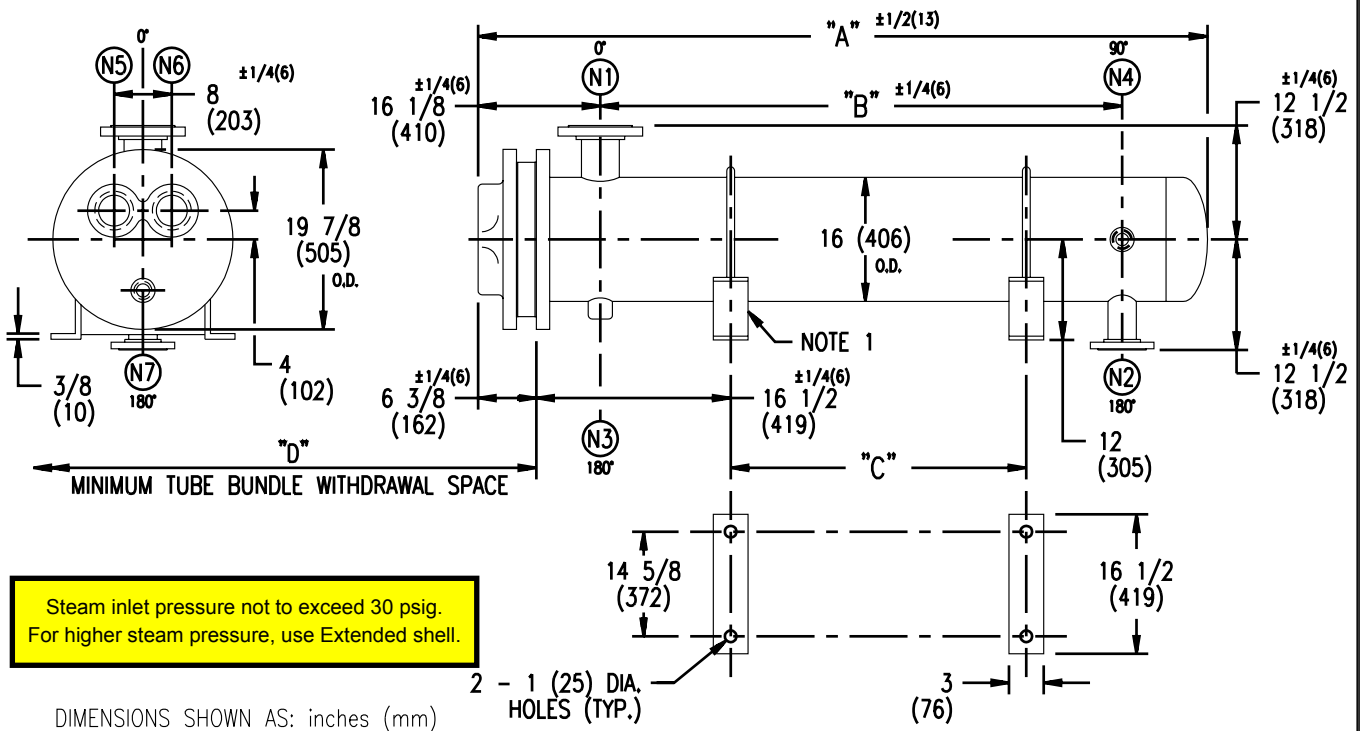 0°
N5 N6
±1/4(6)
8
(203)
19 7/8
(505)
O.D.
3/8
(10)
N7
180°
4
(102)
"A" ±1/2(13)
0°
N1
90°
N4
±1/4(6)
16 1/8
(410)
"B" ±1/4(6)
±1/4(6)
12 1/2
(318)
16 (406)
O.D.
NOTE 1
±1/4(6)
6 3/8
(162)
±1/4(6)
16 1/2
(419)
N3
180°
N2
180°
±1/4(6)
12 1/2
(318)
12
(305)
"D"
MINIMUM TUBE BUNDLE WITHDRAWAL SPACE
"C"
14 5/8
(372)
16 1/2
(419)
2 - 1 (25) DIA.
HOLES (TYP.)
3
(76)
Steam inlet pressure not to exceed 30 psig.
For higher steam pressure, use Extended shell.
DIMENSIONS SHOWN AS: inches (mm)